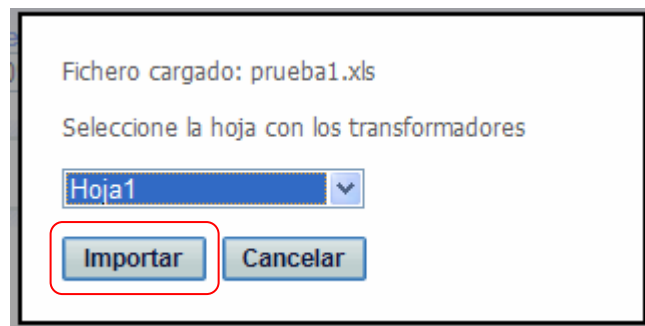 Fichero cargado: prueba1.xls
Seleccione la hoja con los transformadores
Hoja1
Importar Cancelar